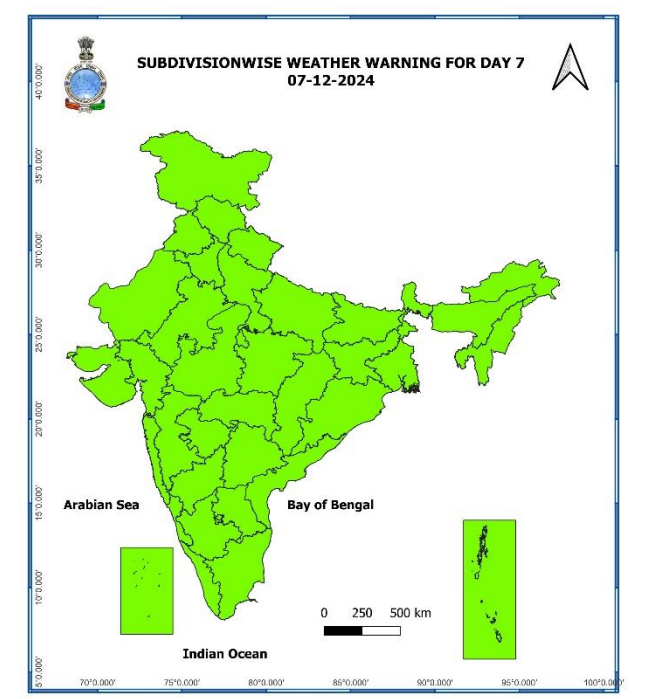 SUBDIVISIONWISE WEATHER WARNING FOR DAY 7
07-12-2024
40°0.000'
35°0.000'
30°0.000'
25°0.000'
20°0.000'
15°0.000'
10°0.000'
5°0.000'
Arabian Sea
Bay of Bengal
0 250 500 km
Indian Ocean
70°0.000' 75°0.000' 80°0.000' 85°0.000' 90°0.000' 95°0.000' 100°0.000'